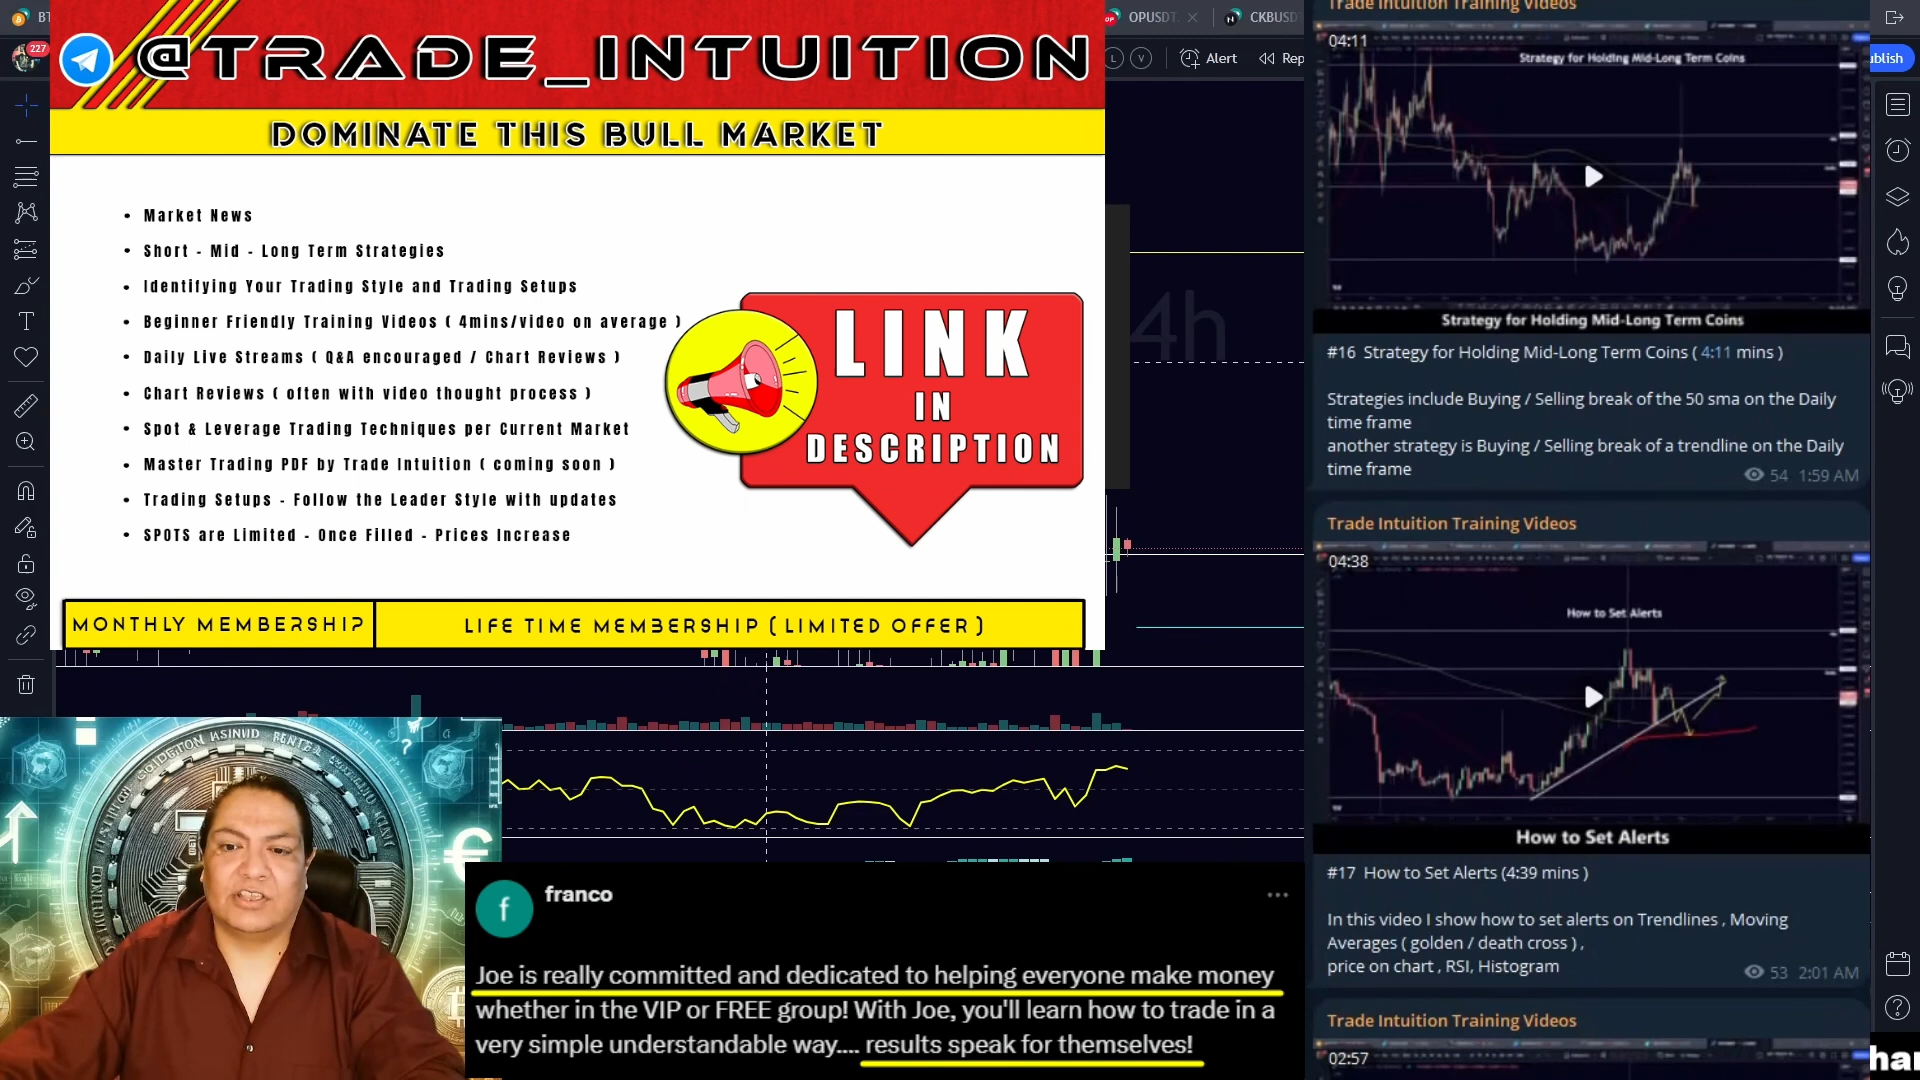 227
@TRADE_INTUITION
DOMINATE THIS BULL MARKET
• Market News
• Short - Mid - Long Term Strategies
• Identifying Your Trading Style and Trading Setups
• Beginner Friendly Training Videos ( 4mins/video on average )
• Daily Live Streams ( Q&A encouraged / Chart Reviews )
• Chart Reviews ( often with video thought process )
• Spot & Leverage Trading Techniques per Current Market
• Master Trading PDF by Trade Intuition ( coming soon )
• Trading Setups - Follow the Leader Style with updates
• SPOTS are Limited - Once Filled - Prices Increase
LINK
IN
DESCRIPTION
MONTHLY MEMBERSHIP
LIFE TIME MEMBERSHIP (LIMITED OFFER)
OPUSDT
CKBUSD
L V Alert Rep
4h
franco
Joe is really committed and dedicated to helping everyone make money
whether in the VIP or FREE group! With Joe, you'll learn how to trade in a
very simple understandable way.... results speak for themselves!
Trade Intuition Training Videos
04:11
Strategy for Holding Mid-Long Term Coins
Strategy for Holding Mid-Long Term Coins
#16 Strategy for Holding Mid-Long Term Coins ( 4:11 mins )
Strategies include Buying / Selling break of the 50 sma on the Daily
time frame
another strategy is Buying / Selling break of a trendline on the Daily
time frame
54 1:59 AM
Trade Intuition Training Videos
04:38
How to Set Alerts
How to Set Alerts
#17 How to Set Alerts (4:39 mins )
In this video I show how to set alerts on Trendlines , Moving
Averages ( golden / death cross ) ,
price on chart , RSI, Histogram
53 2:01 AM
Trade Intuition Training Videos
02:57
ublish